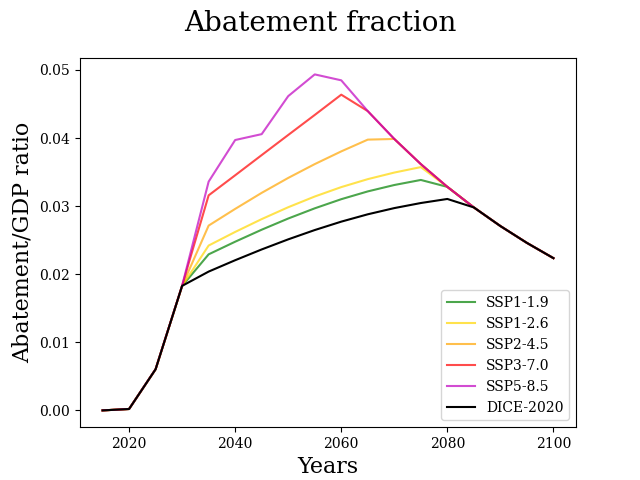 Abatement fraction
Abatement/GDP ratio
0.05
0.04
0.03
0.02
0.01
0.00
2020 2040 2060 2080 2100
Years
SSP1-1.9
SSP1-2.6
SSP2-4.5
SSP3-7.0
SSP5-8.5
DICE-2020